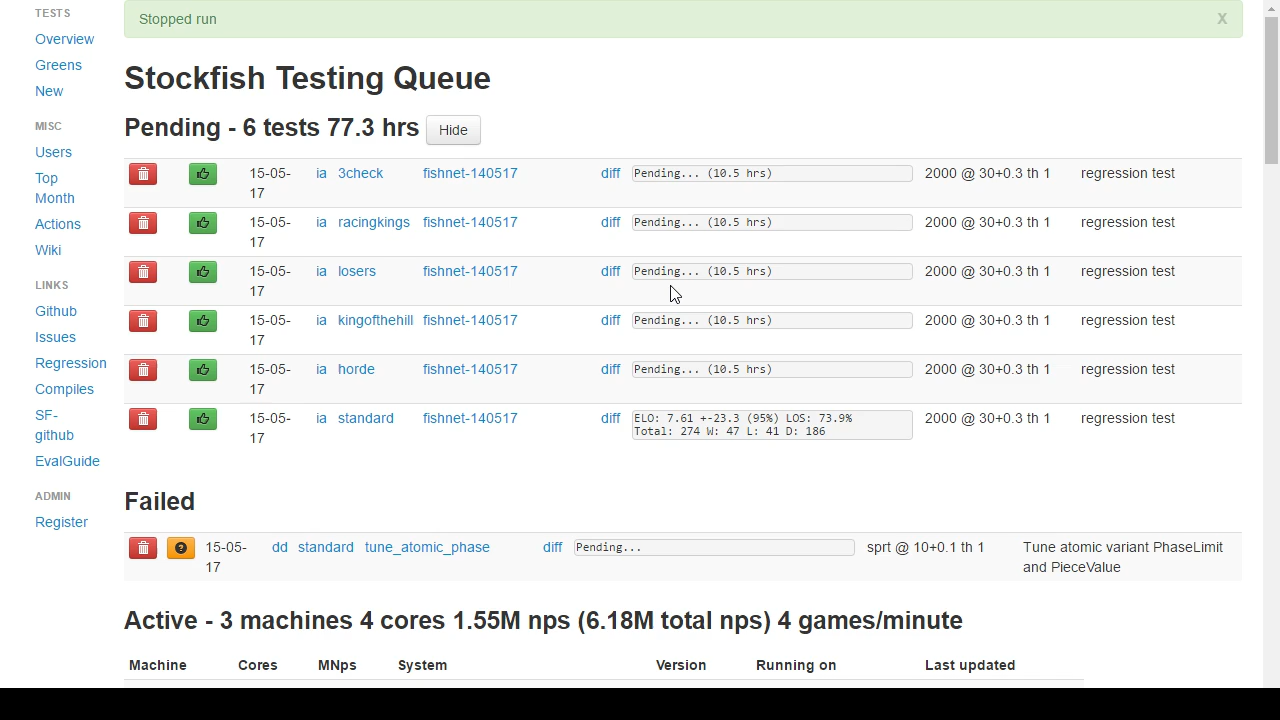 TESTS
Overview
Greens
New
MISC
Users
Top
Month
Actions
Wiki
LINKS
Github
Issues
Regression
Compiles
SF-
github
EvalGuide
ADMIN
Register
Stopped run X
Stockfish Testing Queue
Pending - 6 tests 77.3 hrs Hide
15-05-17 ia 3check fishnet-140517 diff Pending... (10.5 hrs) 2000 @ 30+0.3 th 1 regression test
15-05-17 ia racingkings fishnet-140517 diff Pending... (10.5 hrs) 2000 @ 30+0.3 th 1 regression test
15-05-17 ia losers fishnet-140517 diff Pending... (10.5 hrs) 2000 @ 30+0.3 th 1 regression test
15-05-17 ia kingofthehill fishnet-140517 diff Pending... (10.5 hrs) 2000 @ 30+0.3 th 1 regression test
15-05-17 ia horde fishnet-140517 diff Pending... (10.5 hrs) 2000 @ 30+0.3 th 1 regression test
15-05-17 ia standard fishnet-140517 diff ELO: 7.61 +-23.3 (95%) LOS: 73.9% 2000 @ 30+0.3 th 1 regression test
Total: 274 W: 47 L: 41 D: 186
Failed
? 15-05-17 dd standard tune_atomic_phase diff Pending... sprt @ 10+0.1 th 1 Tune atomic variant PhaseLimit
and PieceValue
Active - 3 machines 4 cores 1.55M nps (6.18M total nps) 4 games/minute
Machine Cores MNps System Version Running on Last updated